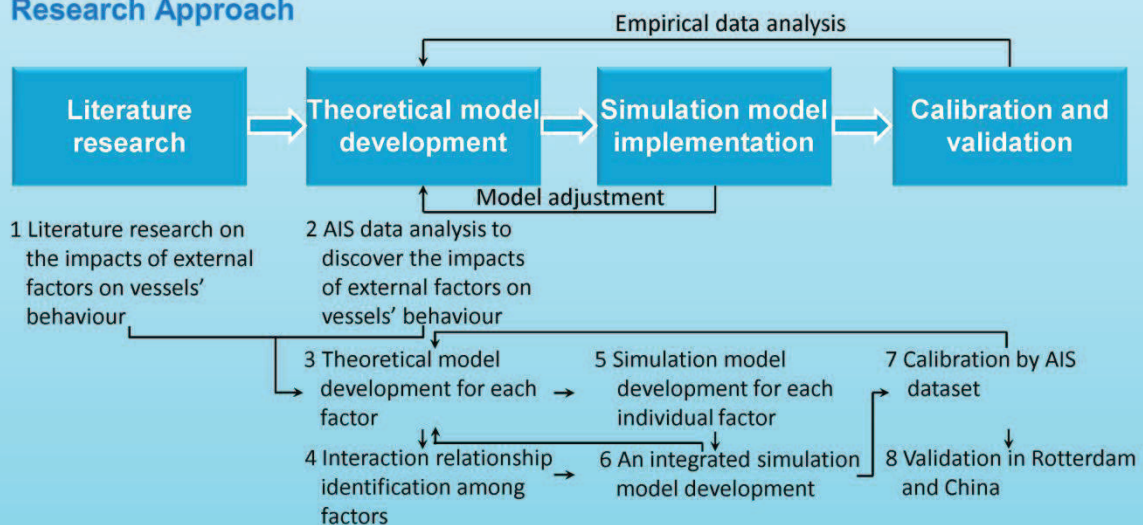 Research Approach
Empirical data analysis
Literature
research
Theoretical model
development
Simulation model
implementation
Calibration and
validation
Model adjustment
1 Literature research on
the impacts of external
factors on vessels'
behaviour
2 AIS data analysis to
discover the impacts
of external factors on
vessels' behaviour
3 Theoretical model
development for each
factor
5 Simulation model
development for each
individual factor
7 Calibration by AIS
dataset
4 Interaction relationship
identification among
factors
6 An integrated simulation
model development
8 Validation in Rotterdam
and China